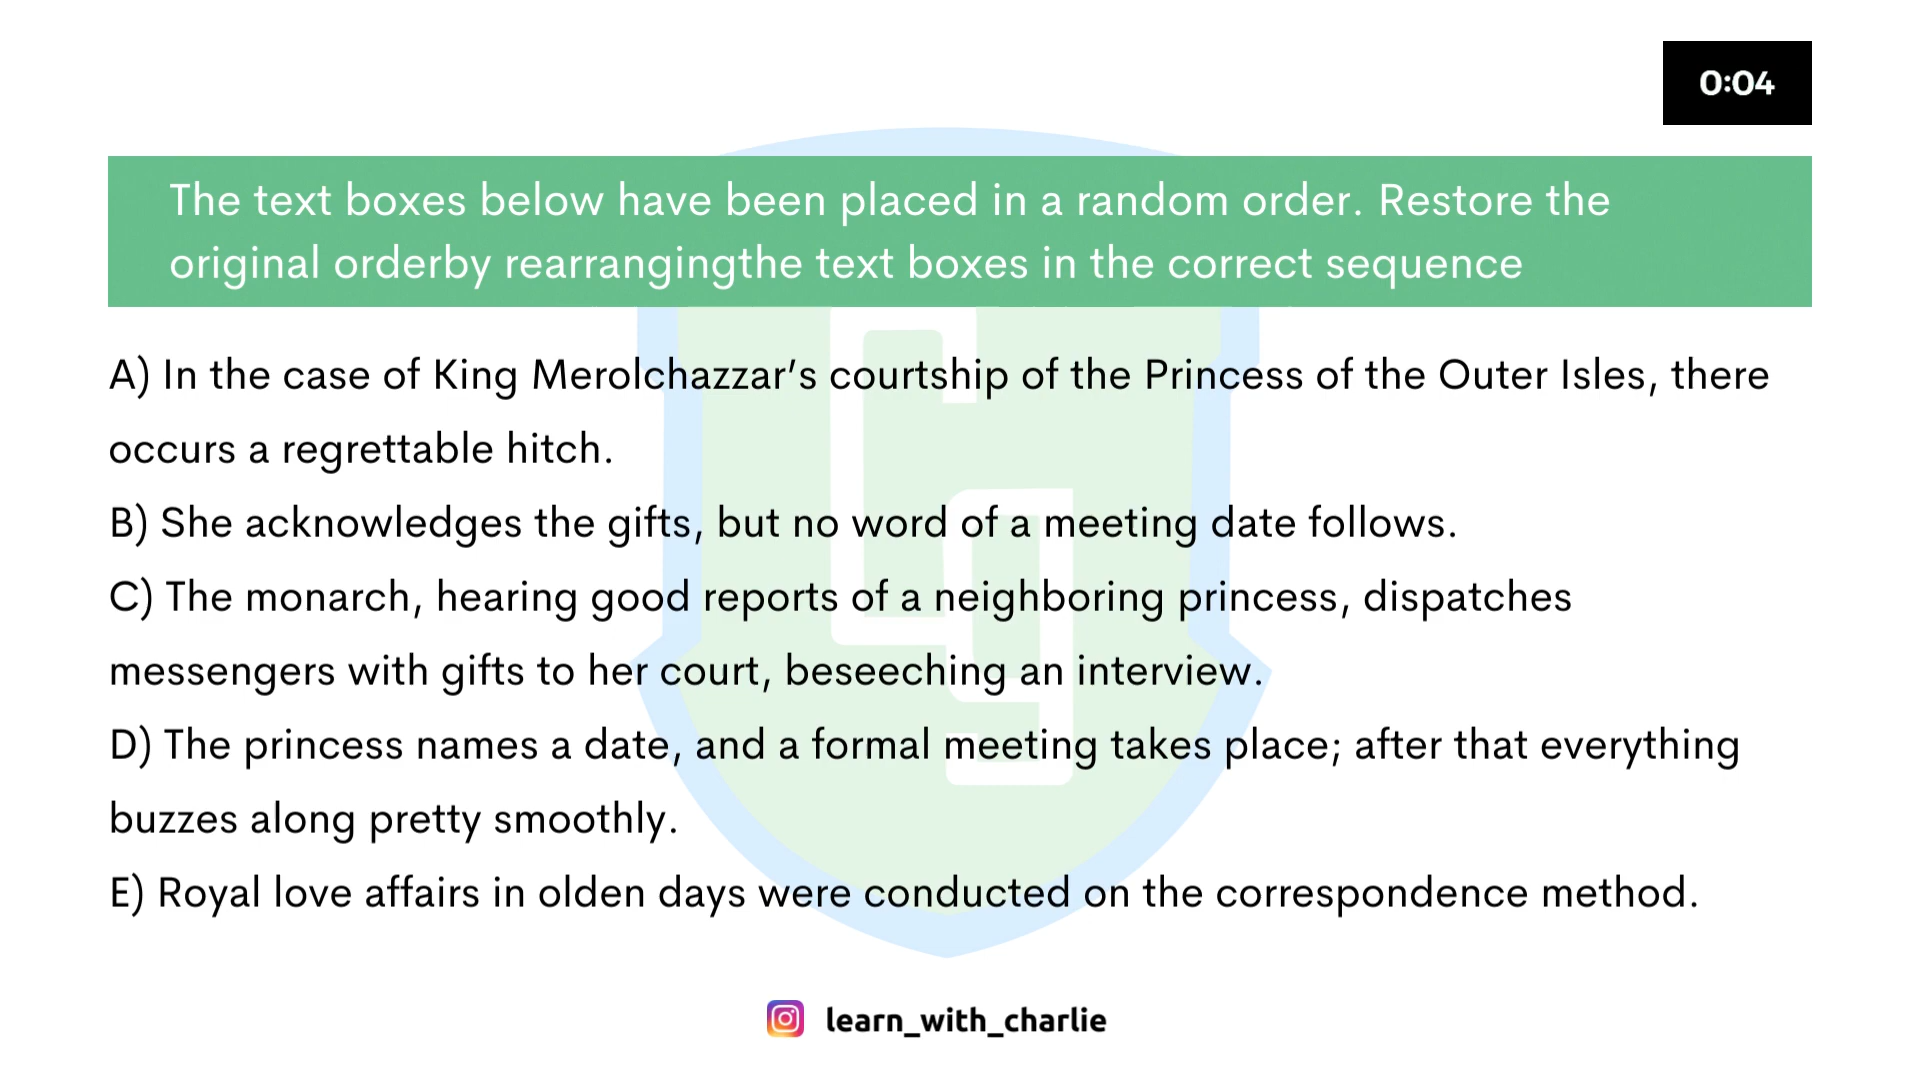 0:04
The text boxes below have been placed in a random order. Restore the
original orderby rearrangingthe text boxes in the correct sequence
A) In the case of King Merolchazzar’s courtship of the Princess of the Outer Isles, there
occurs a regrettable hitch.
B) She acknowledges the gifts, but no word of a meeting date follows.
C) The monarch, hearing good reports of a neighboring princess, dispatches
messengers with gifts to her court, beseeching an interview.
D) The princess names a date, and a formal meeting takes place; after that everything
buzzes along pretty smoothly.
E) Royal love affairs in olden days were conducted on the correspondence method.
learn_with_charlie